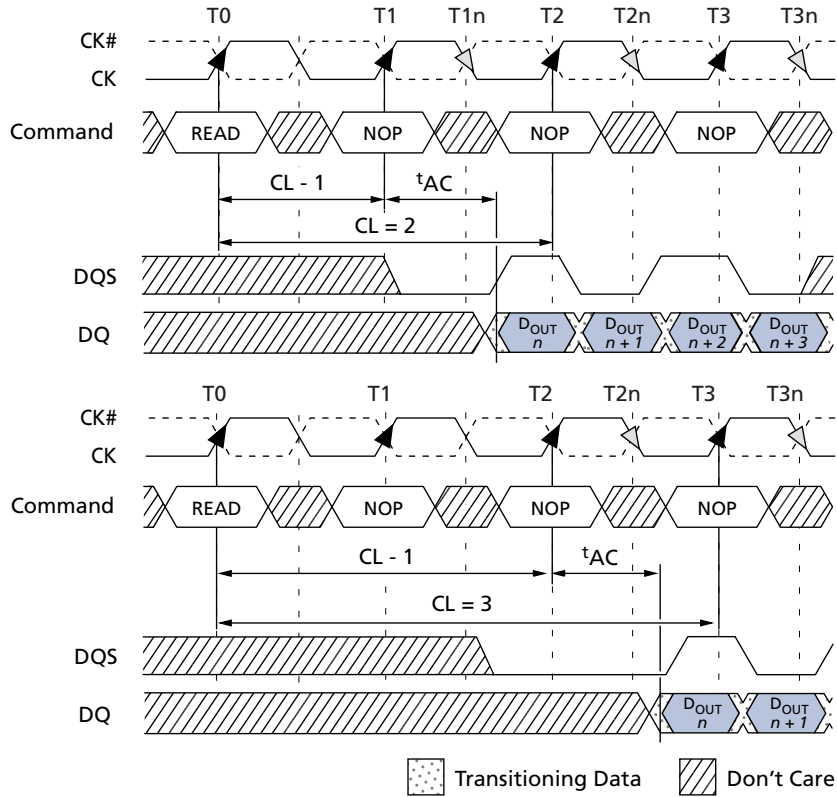 T0 T1 T1n T2 T2n T3 T3n
CK#
CK
Command READ NOP NOP NOP
CL - 1 tAC
CL = 2
DQS
DQ DOUT n DOUT n + 1 DOUT n + 2 DOUT n + 3
T0 T1 T2 T2n T3 T3n
CK#
CK
Command READ NOP NOP NOP
CL - 1 tAC
CL = 3
DQS
DQ DOUT n DOUT n + 1
Transitioning Data Don't Care